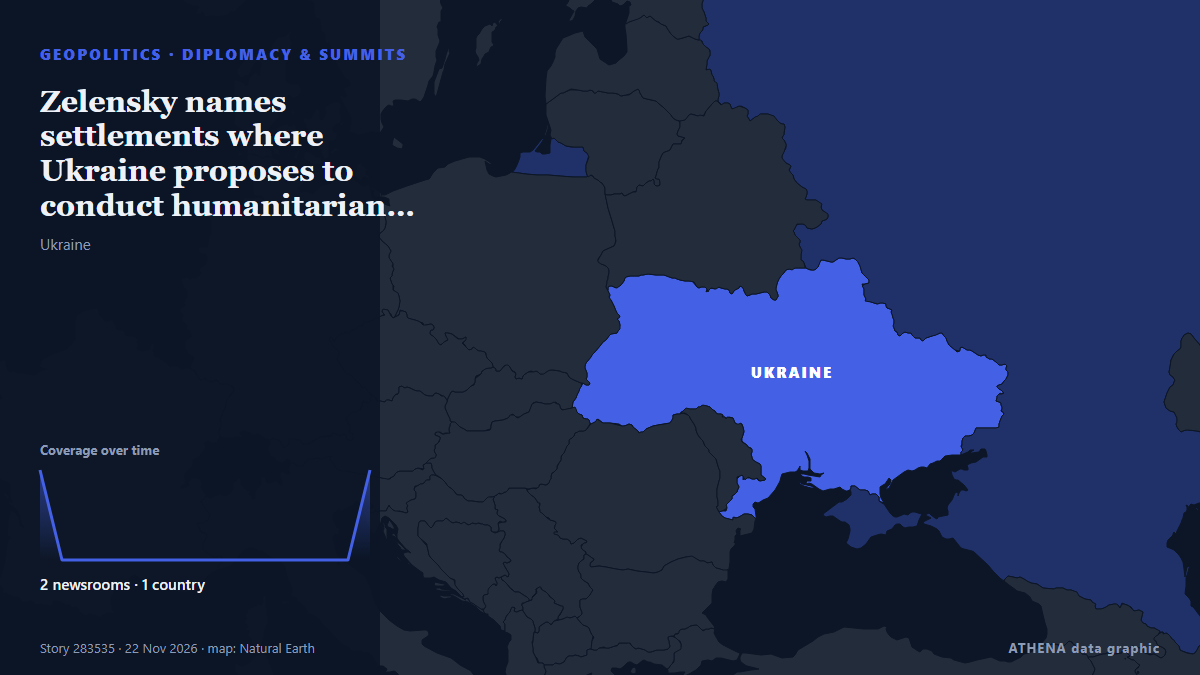 GEOPOLITICS · DIPLOMACY & SUMMITS
Zelensky names
settlements where
Ukraine proposes to
conduct humanitarian...
Ukraine
UKRAINE
Coverage over time
2 newsrooms · 1 country
Story 283535 · 22 Nov 2026 · map: Natural Earth
ATHENA data graphic